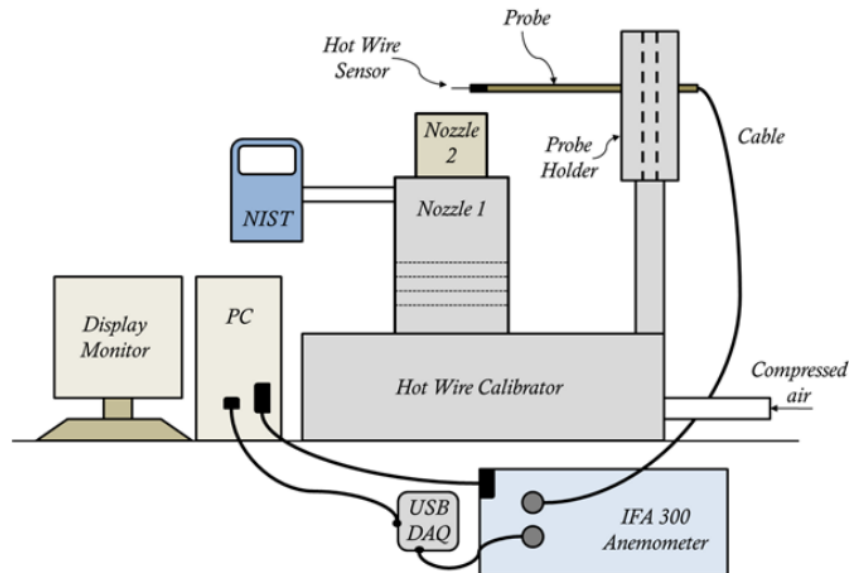 Probe
Hot Wire
Sensor
Nozzle
2
Probe
Holder
Cable
NIST
Nozzle 1
Display
Monitor
PC
Hot Wire Calibrator
Compressed
air
USB
DAQ
IFA 300
Anemometer